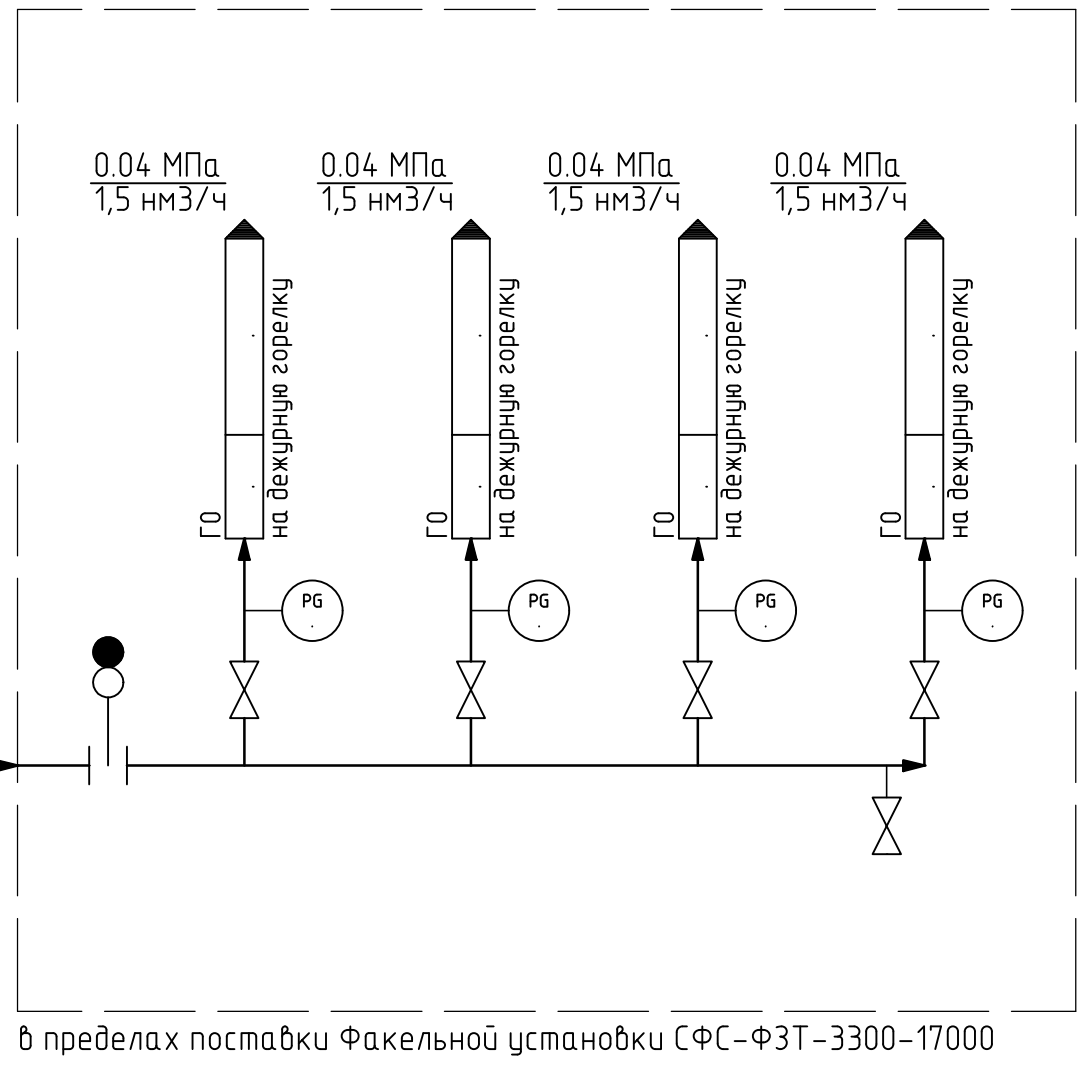 0.04 МПа
1,5 нм3/ч
0.04 МПа
1,5 нм3/ч
0.04 МПа
1,5 нм3/ч
0.04 МПа
1,5 нм3/ч
ГО
на дежурную горелку
ГО
на дежурную горелку
ГО
на дежурную горелку
ГО
на дежурную горелку
PG
PG
PG
PG
в пределах поставки Факельной установки СФС-ФЗТ-3300-17000